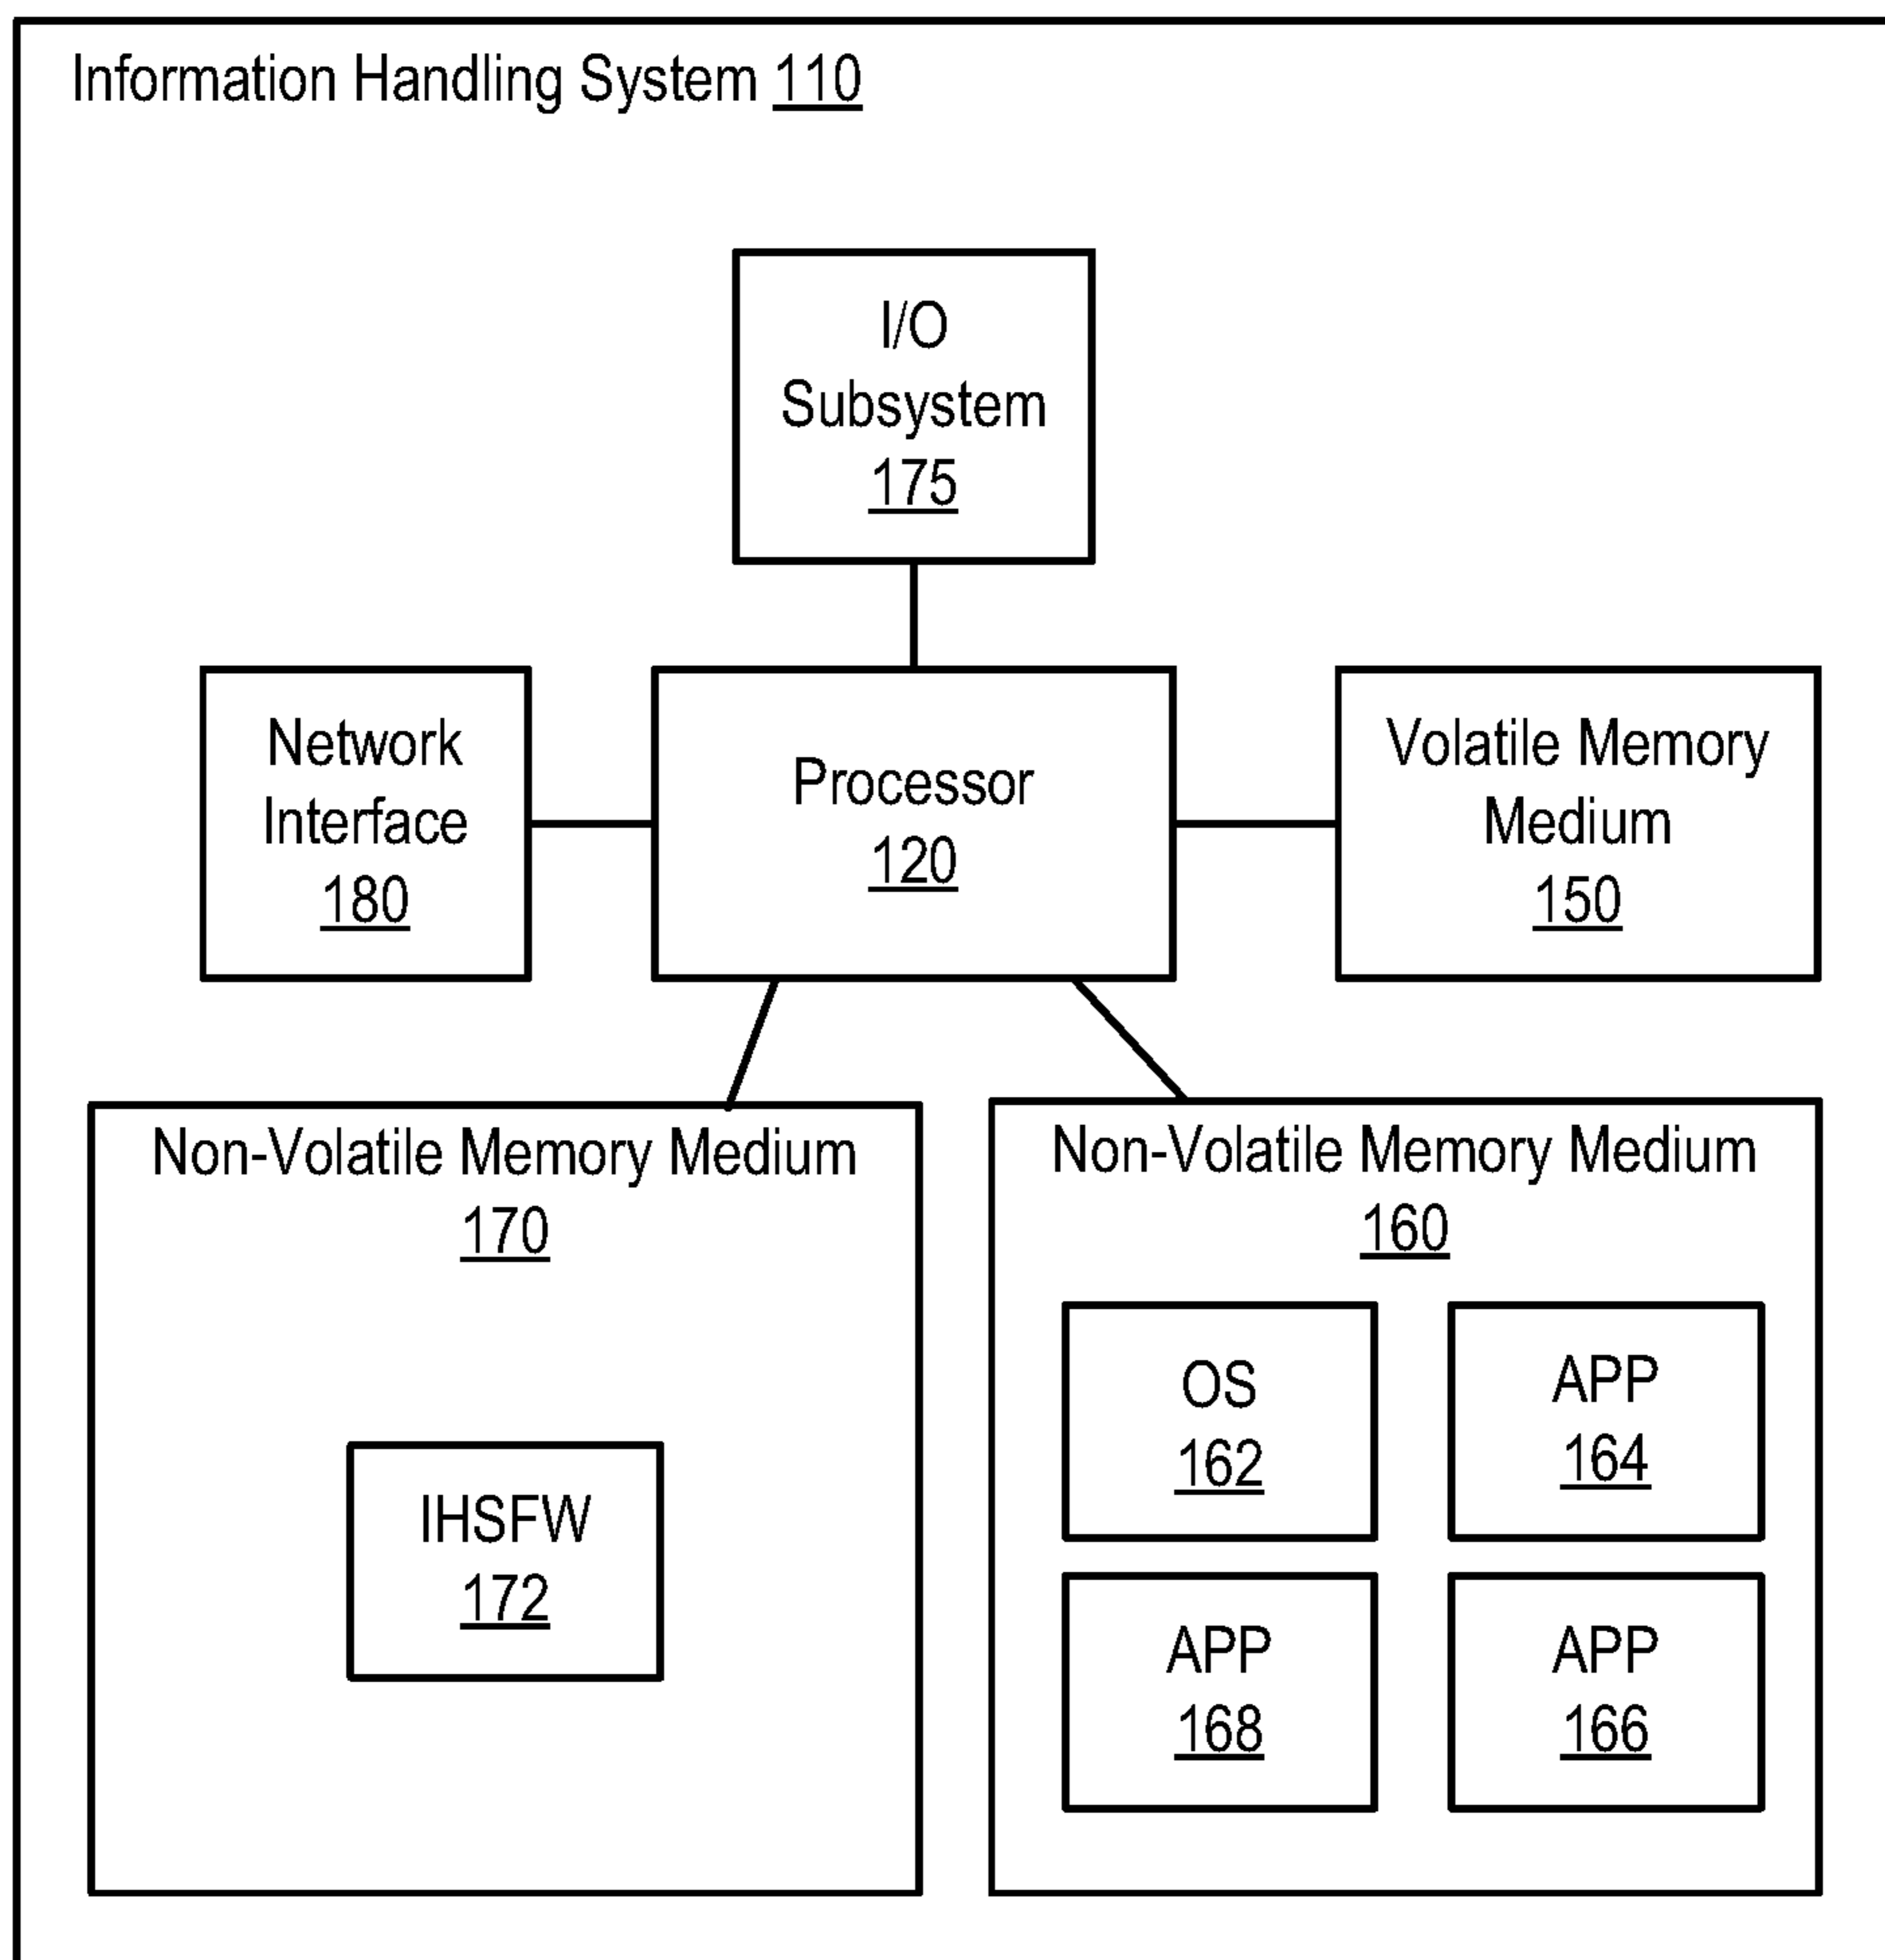 Information Handling System 110
I/O
Subsystem
175
Network
Interface
180
Processor
120
Volatile Memory
Medium
150
Non-Volatile Memory Medium
170
IHSFW
172
Non-Volatile Memory Medium
160
OS
162
APP
164
APP
168
APP
166